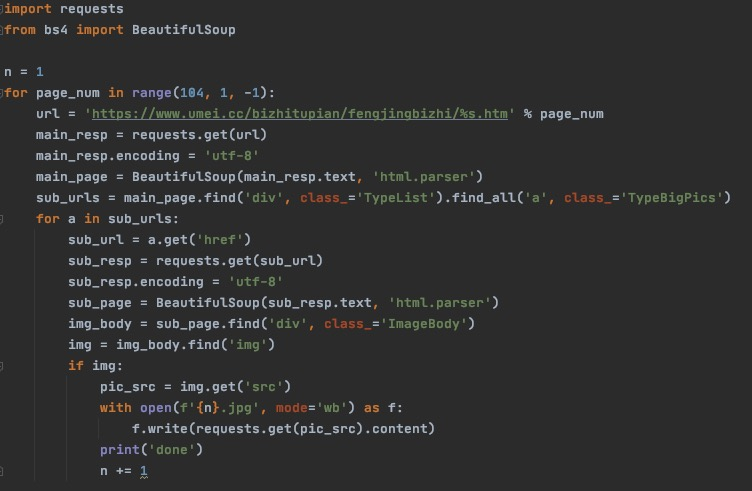 import requests
from bs4 import BeautifulSoup

n = 1
for page_num in range(104, 1, -1):
    url = 'https://www.umei.cc/bizhitupian/fengjingbizhi/%s.htm' % page_num
    main_resp = requests.get(url)
    main_resp.encoding = 'utf-8'
    main_page = BeautifulSoup(main_resp.text, 'html.parser')
    sub_urls = main_page.find('div', class_='TypeList').find_all('a', class_='TypeBigPics')
    for a in sub_urls:
        sub_url = a.get('href')
        sub_resp = requests.get(sub_url)
        sub_resp.encoding = 'utf-8'
        sub_page = BeautifulSoup(sub_resp.text, 'html.parser')
        img_body = sub_page.find('div', class_='ImageBody')
        img = img_body.find('img')
        if img:
            pic_src = img.get('src')
            with open(f'{n}.jpg', mode='wb') as f:
                f.write(requests.get(pic_src).content)
            print('done')
            n += 1